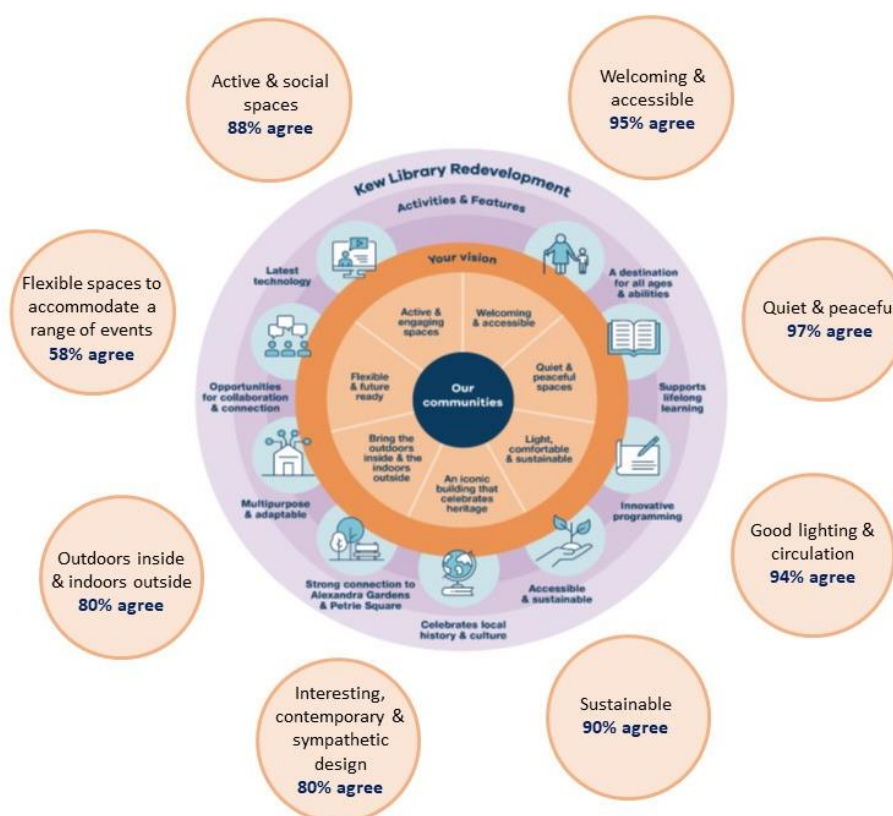 Active & social
spaces
88% agree
Welcoming &
accessible
95% agree
Flexible spaces to
accommodate a
range of events
58% agree
Quiet & peaceful
97% agree
Outdoors inside
& indoors outside
80% agree
Good lighting &
circulation
94% agree
Interesting,
contemporary &
sympathetic
design
80% agree
Sustainable
90% agree
Kew Library Redevelopment
Activities & Features
Your vision
Our
communities
Active &
engaging
spaces
Welcoming
& accessible
Quiet &
peaceful
spaces
Light,
comfortable
& sustainable
An iconic
building that
celebrates
heritage
Bring the
outdoors
inside & the
indoors
outside
Flexible
& future
ready
Latest
technology
A destination
for all ages
& abilities
Supports
lifelong
learning
Innovative
programming
Accessible
& sustainable
Celebrates local
history & culture
Strong connection to
Alexandra Gardens
& Petrie Square
Multipurpose
& adaptable
Opportunities
for collaboration
& connection